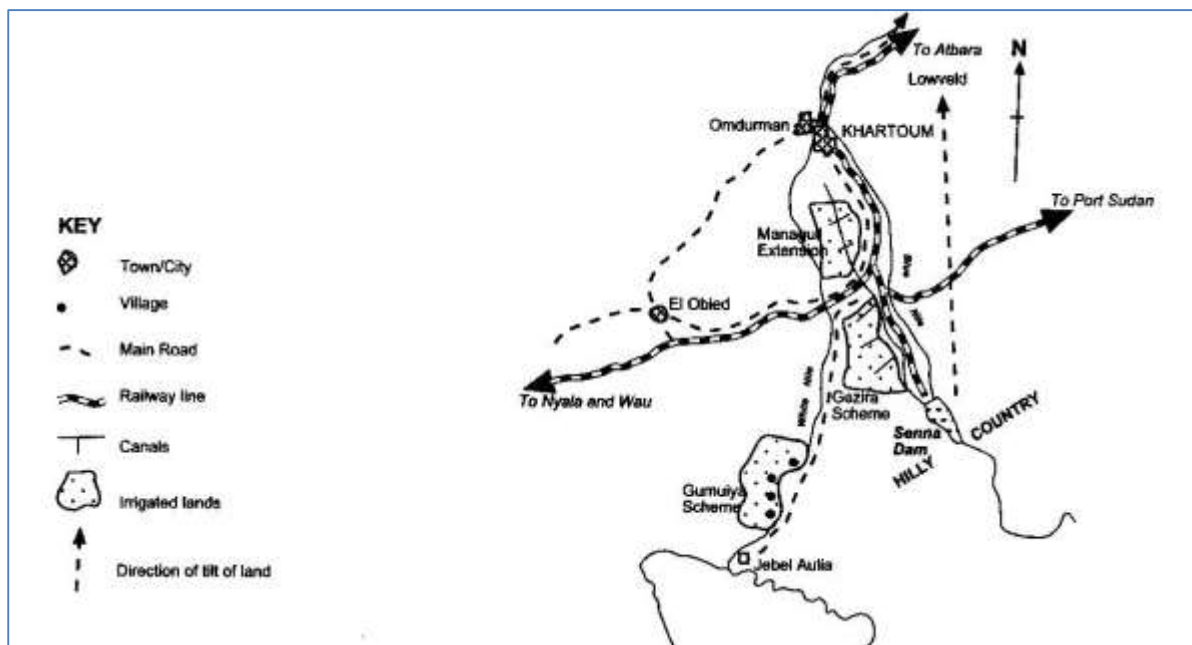 To Atbara
N
Lowveld
Omdurman
KHARTOUM
To Port Sudan
KEY
Town/City
Village
Main Road
Railway line
Canals
Irrigated lands
Direction of tilt of land
Managuil
Extension
Blue Nile
El Obied
To Nyala and Wau
White Nile
Gezira
Scheme
Senna
Dam
HILLY COUNTRY
Gumuiya
Scheme
Jebel Aulia